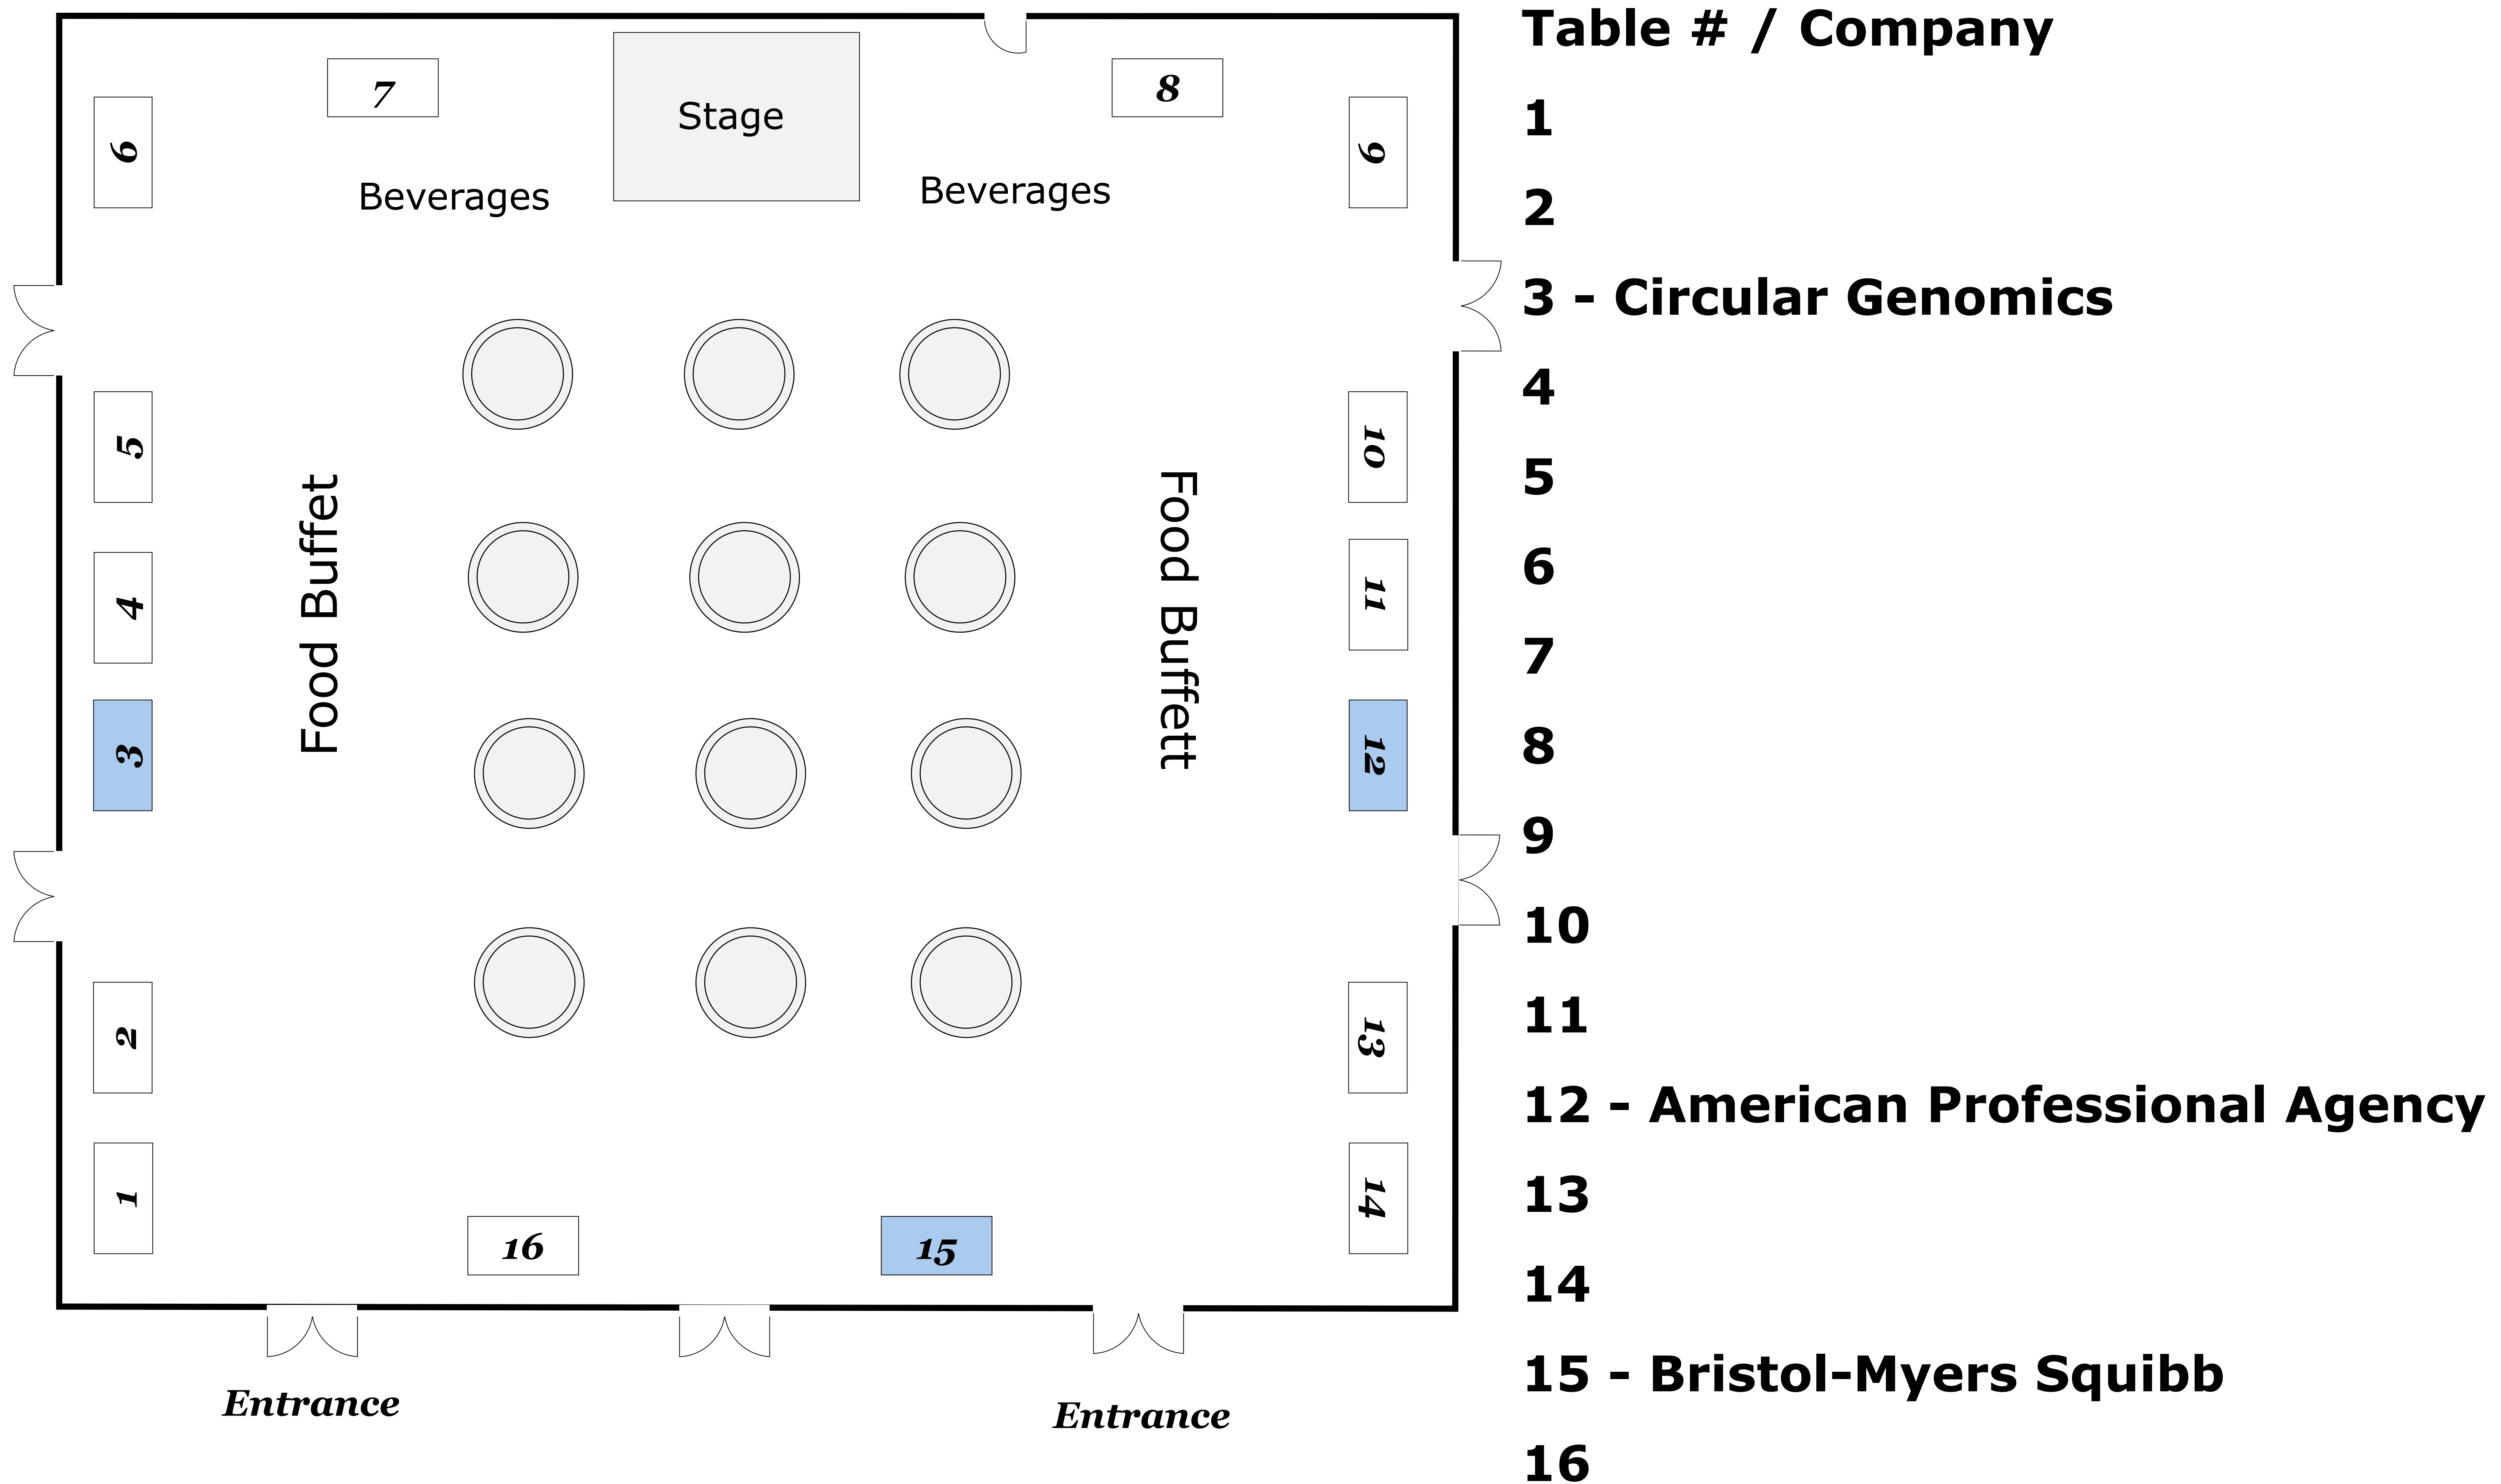 7
Stage
8
6
9
Beverages
Beverages
5
10
Food Buffet
Food Buffett
4
11
3
12
2
13
1
14
16
15
Entrance
Entrance
Table # / Company
1
2
3 - Circular Genomics
4
5
6
7
8
9
10
11
12 - American Professional Agency
13
14
15 - Bristol-Myers Squibb
16